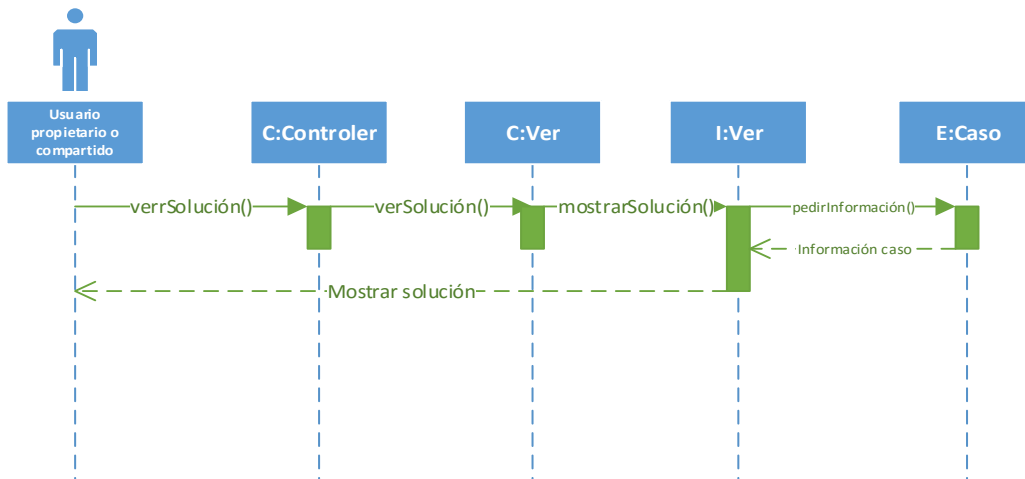 Usuario
propietario o
compartido
C:Controler
C:Ver
I:Ver
E:Caso
verrSolución()
verSolución()
mostrarSolución()
pedirInformación()
Información caso
Mostrar solución